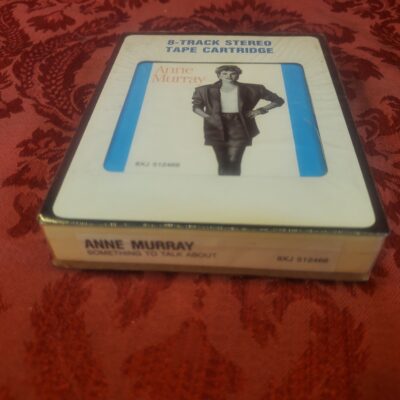 8-TRACK STEREO
TAPE CARTRIDGE
Anne
Murray
8XJ 512466
ANNE MURRAY
SOMETHING TO TALK ABOUT
8XJ 512466